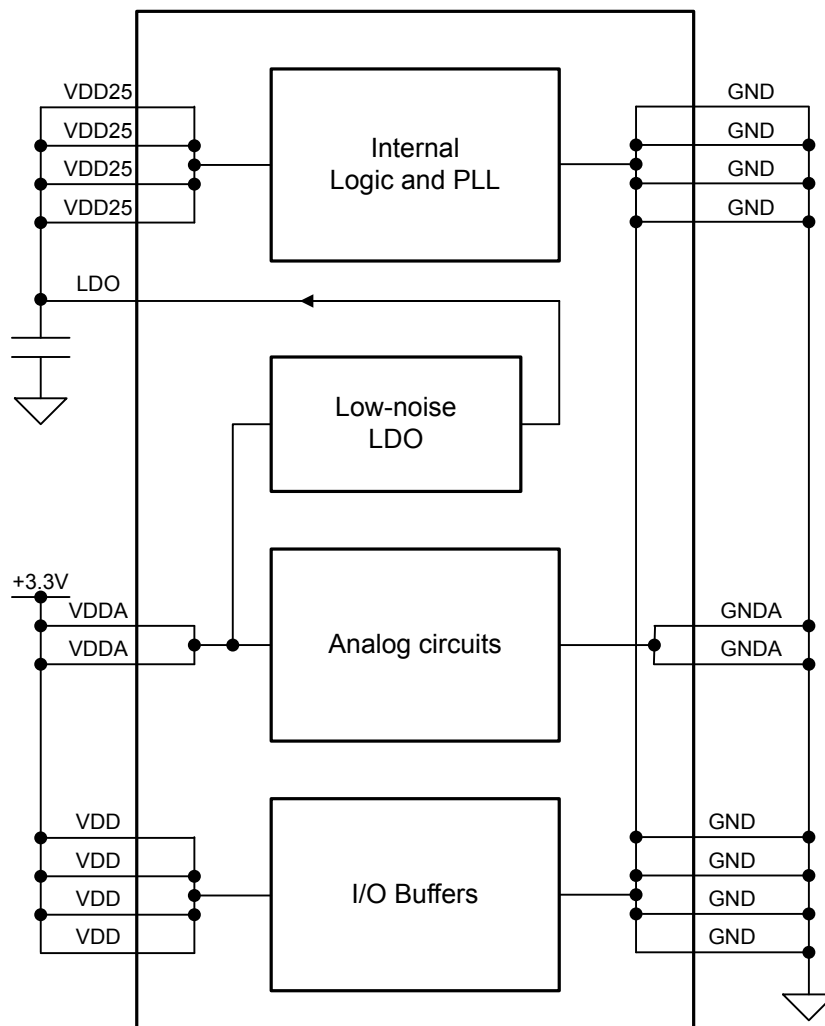 VDD25
VDD25
VDD25
VDD25
GND
GND
GND
GND
Internal
Logic and PLL
LDO
Low-noise
LDO
+3.3V
VDDA
VDDA
Analog circuits
GNDA
GNDA
VDD
VDD
VDD
VDD
I/O Buffers
GND
GND
GND
GND